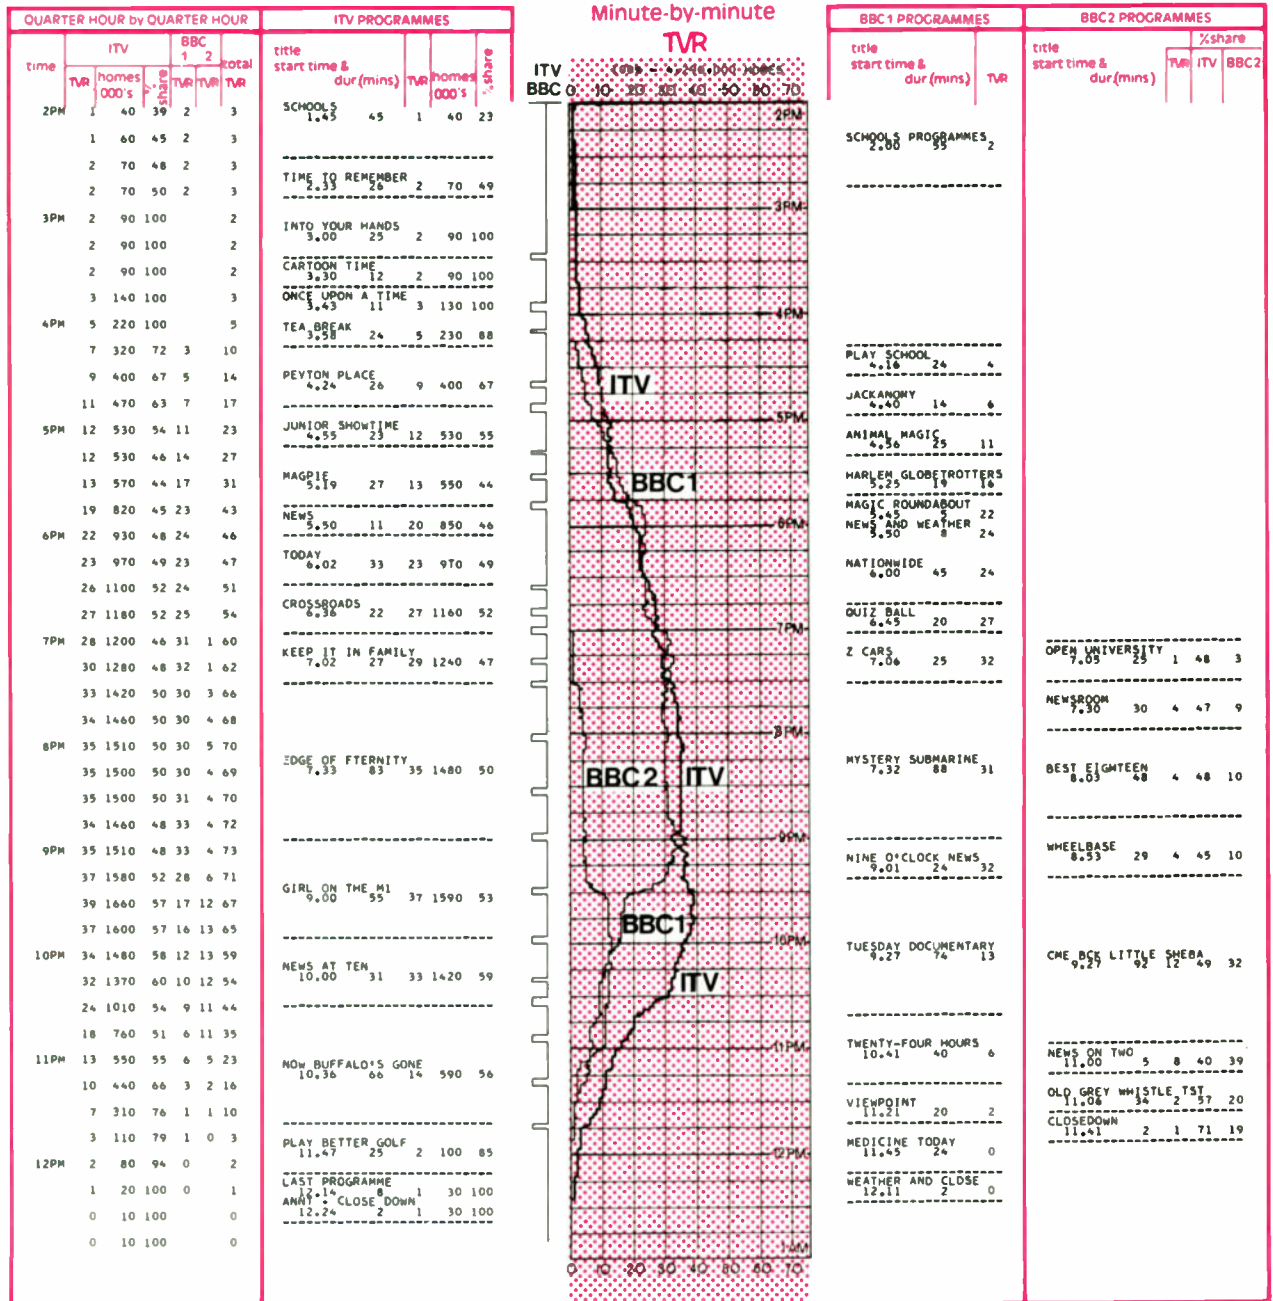 QUARTER HOUR by QUARTER HOUR
time ITV BBC 1 2 total
TVR homes 000's % share TVR TVR TVR
2PM 1 40 39 2 3
1 60 45 2 3
2 70 48 2 3
2 70 50 2 3
3PM 2 90 100 2
2 90 100 2
2 90 100 2
3 140 100 3
4PM 5 220 100 5
7 320 72 3 10
9 400 67 5 14
11 470 63 7 17
5PM 12 530 54 11 23
12 530 46 14 27
13 570 44 17 31
19 820 45 23 43
6PM 22 930 48 24 46
23 970 49 23 47
26 1100 52 24 51
27 1180 52 25 54
7PM 28 1200 46 31 1 60
30 1280 48 32 1 62
33 1420 50 30 3 66
34 1460 50 30 4 68
8PM 35 1510 50 30 5 70
35 1500 50 30 4 69
35 1500 50 31 4 70
34 1460 48 33 4 72
9PM 35 1510 48 33 4 73
37 1580 52 28 6 71
39 1660 57 17 12 67
37 1600 57 16 13 65
10PM 34 1480 58 12 13 59
32 1370 60 10 12 54
24 1010 54 9 11 44
18 760 51 6 11 35
11PM 13 550 55 6 5 23
10 440 66 3 2 16
7 310 76 1 1 10
3 110 79 1 0 3
12PM 2 80 94 0 2
1 20 100 0 1
0 10 100 0
0 10 100 0
ITV PROGRAMMES
title
start time &
dur.(mins) TVR homes 000's % share
SCHOOLS
1.45 45 1 40 23
TIME TO REMEMBER
2.33 26 2 70 49
INTO YOUR HANDS
3.00 25 2 90 100
CARTOON TIME
3.30 12 2 90 100
ONCE UPON A TIME
3.43 11 3 130 100
TEA BREAK
3.58 24 5 230 88
PEYTON PLACE
4.24 26 9 400 67
JUNIOR SHOWTIME
4.55 23 12 530 55
MAGPIE
5.19 27 13 550 44
NEWS
5.50 11 20 850 46
TODAY
6.02 33 23 970 49
CROSSROADS
6.36 22 27 1160 52
KEEP IT IN FAMILY
7.02 27 29 1240 47
EDGE OF FTERNITY
7.33 83 35 1480 50
GIRL ON THE M1
9.00 55 37 1590 53
NEWS AT TEN
10.00 31 33 1420 59
NOW BUFFALO'S GONE
10.36 66 14 590 56
PLAY BETTER GOLF
11.47 25 2 100 85
LAST PROGRAMME
12.14 8 1 30 100
ANNT . CLOSE DOWN
12.24 2 1 30 100
Minute-by-minute
TVR
ITV
BBC 0 10 20 30 40 50 60 70
2PM
3PM
4PM
ITV
5PM
BBC1
6PM
7PM
8PM
BBC2 ITV
9PM
BBC1
10PM
ITV
11PM
12PM
1AM
0 10 20 30 40 50 60 70
BBC1 PROGRAMMES
title
start time &
dur.(mins) TVR
SCHOOLS PROGRAMMES
2.00 55 2
PLAY SCHOOL
4.16 24 4
JACKANORY
4.40 14 6
ANIMAL MAGIC
4.56 25 11
HARLEM GLOBETROTTERS
5.25 19 16
MAGIC ROUNDABOUT
5.45 5 22
NEWS AND WEATHER
5.50 8 24
NATIONWIDE
6.00 45 24
QUIZ BALL
6.45 20 27
Z CARS
7.06 25 32
MYSTERY SUBMARINE
7.32 88 31
NINE O'CLOCK NEWS
9.01 24 32
TUESDAY DOCUMENTARY
9.27 74 13
TWENTY-FOUR HOURS
10.41 40 6
VIEWPOINT
11.21 20 2
MEDICINE TODAY
11.45 24 0
WEATHER AND CLOSE
12.11 2 0
BBC2 PROGRAMMES
title
start time &
dur.(mins) TVR %share ITV BBC2
OPEN UNIVERSITY
7.05 25 1 48 3
NEWSROOM
7.30 30 4 47 9
BEST EIGHTEEN
8.03 48 4 48 10
WHEELBASE
8.53 29 4 45 10
CME BCK LITTLE SHEBA
9.27 92 12 49 32
NEWS ON TWO
11.00 5 8 40 39
OLD GREY WHISTLE TST
11.06 34 2 57 20
CLOSEDOWN
11.41 2 1 71 19